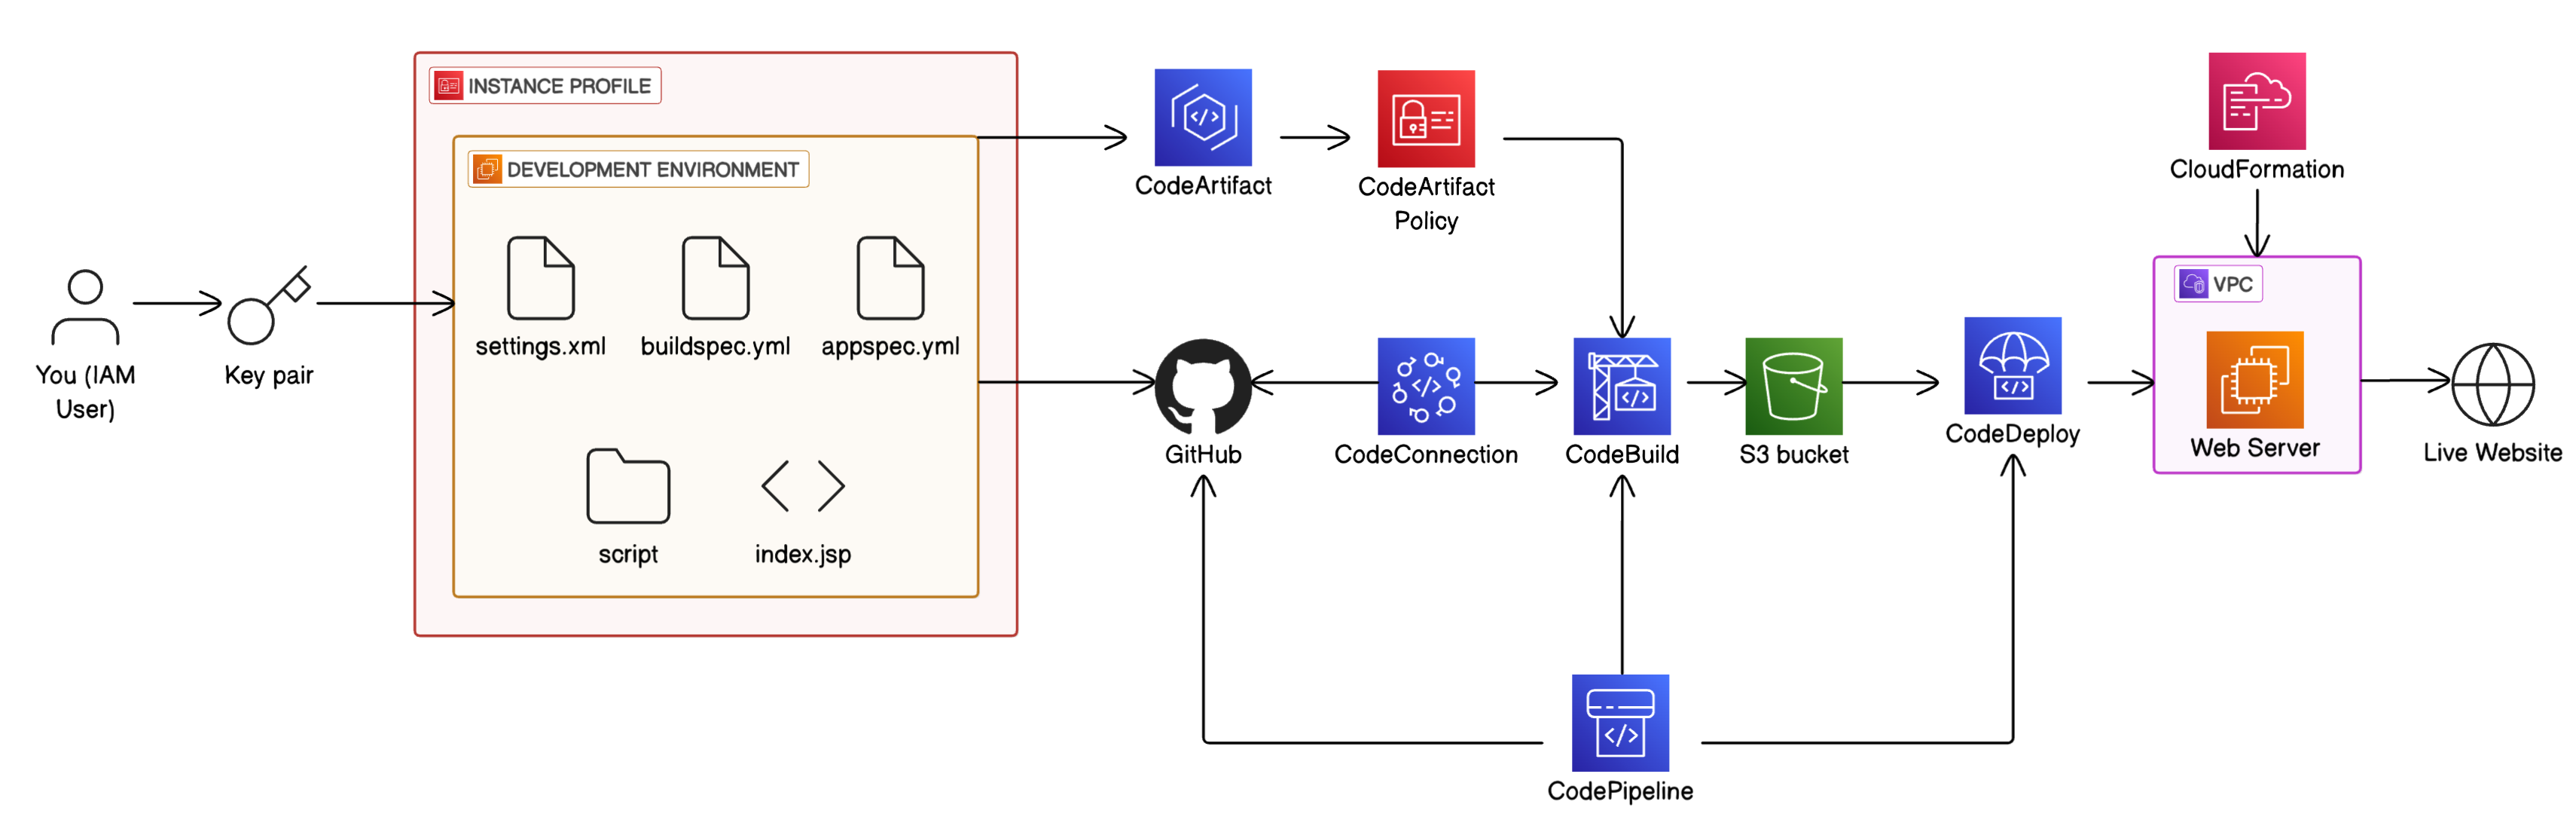 INSTANCE PROFILE
DEVELOPMENT ENVIRONMENT
settings.xml
buildspec.yml
appspec.yml
script
index.jsp
You (IAM
User)
Key pair
CodeArtifact
CodeArtifact
Policy
GitHub
CodeConnection
CodeBuild
S3 bucket
CodeDeploy
CloudFormation
VPC
Web Server
Live Website
CodePipeline